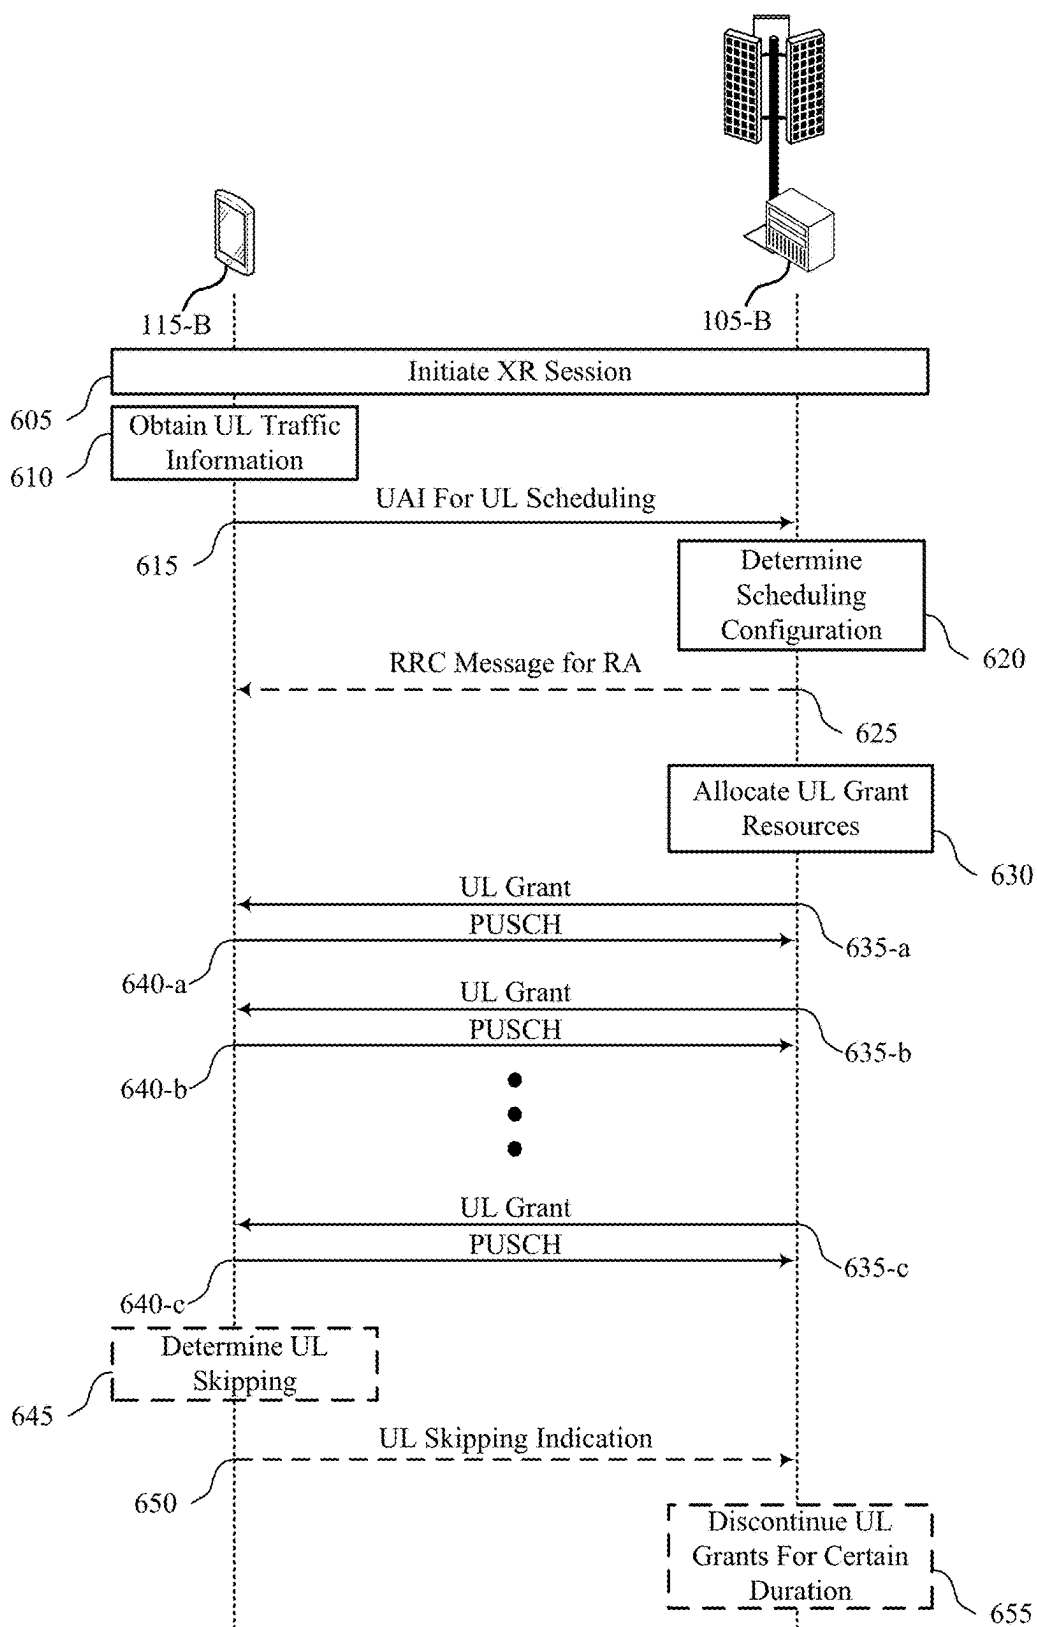 115-B
105-B
Initiate XR Session
605
Obtain UL Traffic
Information
610
UAI For UL Scheduling
615
Determine
Scheduling
Configuration
620
RRC Message for RA
625
Allocate UL Grant
Resources
630
UL Grant
635-a
PUSCH
640-a
UL Grant
635-b
PUSCH
640-b
UL Grant
635-c
PUSCH
640-c
Determine UL
Skipping
645
UL Skipping Indication
650
Discontinue UL
Grants For Certain
Duration
655